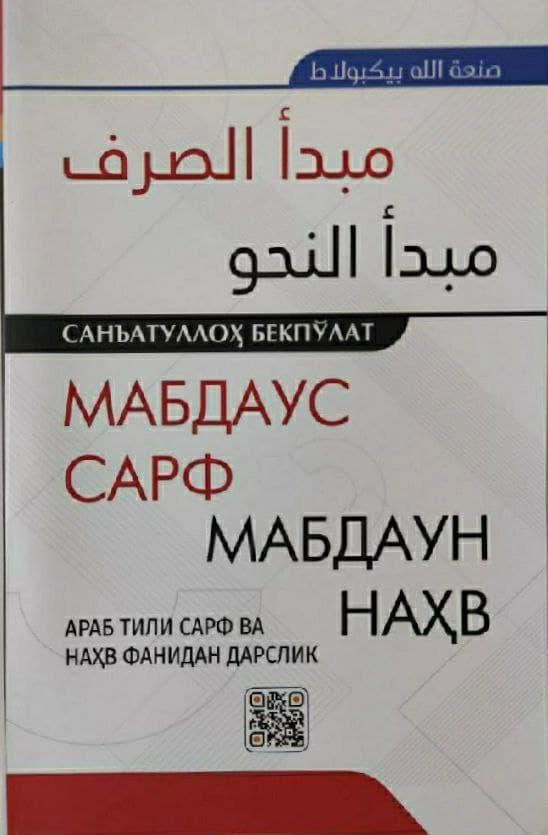 صنعة الله بيكبولاط
مبدأ الصرف
مبدأ النحو
САНЪАТУЛЛОҲ БЕКПЎЛАТ
МАБДАУС
САРФ
МАБДАУН
НАҲВ
АРАБ ТИЛИ САРФ ВА
НАҲВ ФАНИДАН ДАРСЛИК